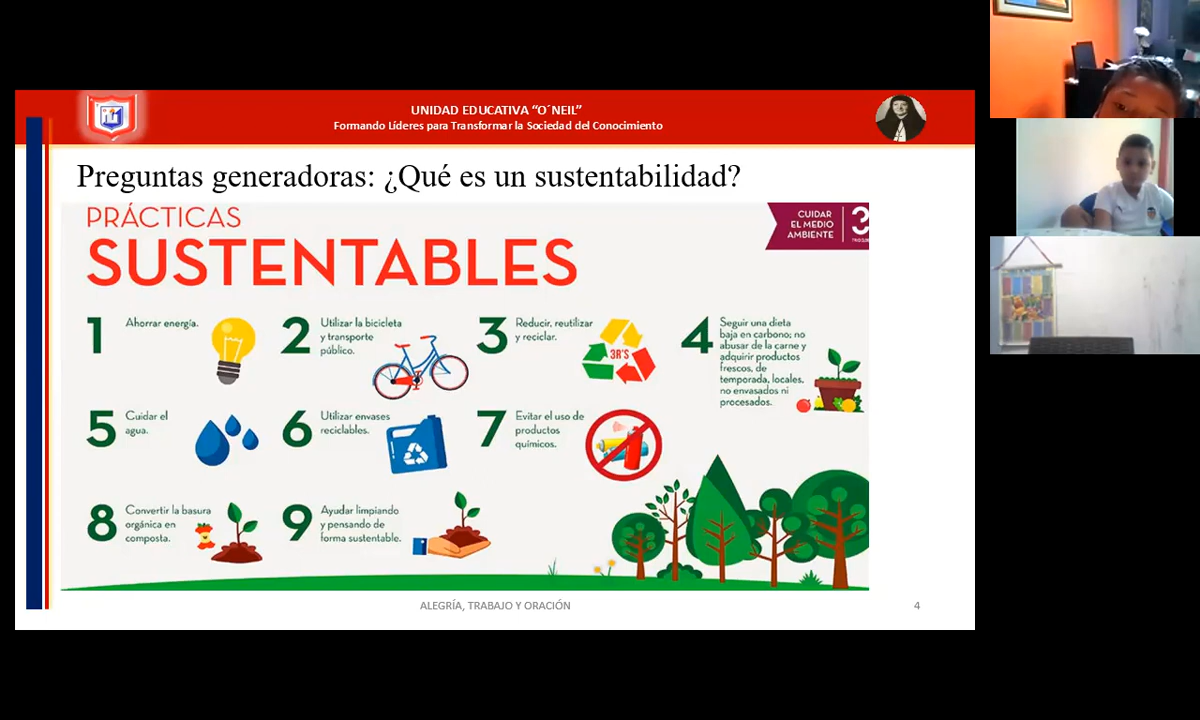 UNIDAD EDUCATIVA “O´NEIL”
Formando Líderes para Transformar la Sociedad del Conocimiento
Preguntas generadoras: ¿Qué es un sustentabilidad?
PRÁCTICAS
SUSTENTABLES
CUIDAR
EL MEDIO
AMBIENTE
3
1
Ahorrar energía.
2
Utilizar la bicicleta
y transporte
público.
3
Reducir, reutilizar
y reciclar.
3R'S
4
Seguir una dieta
baja en carbono; no
abusar de la carne y
adquirir productos
frescos, de
temporada, locales,
no envasados ni
procesados.
5
Cuidar el
agua.
6
Utilizar envases
reciclables.
7
Evitar el uso de
productos
químicos.
8
Convertir la basura
orgánica en
composta.
9
Ayudar limpiando
y pensando de
forma sustentable.
ALEGRÍA, TRABAJO Y ORACIÓN
4